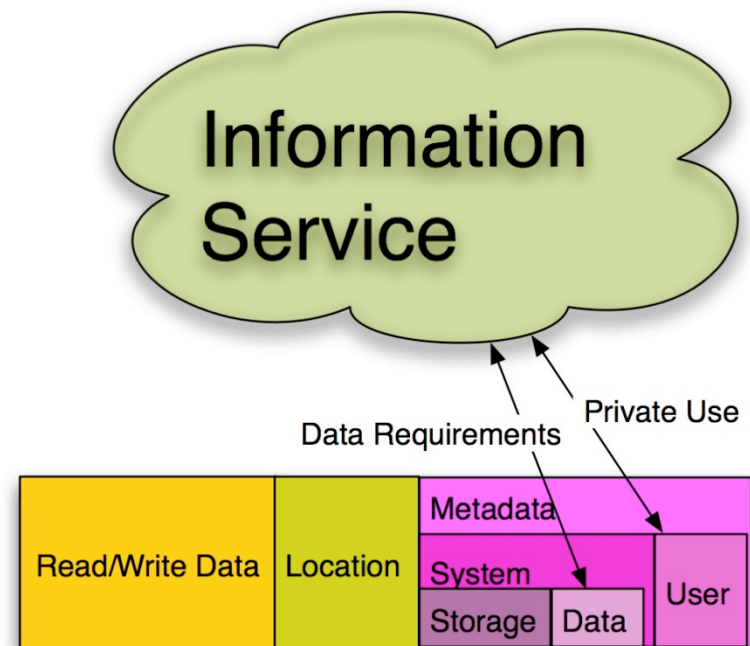 Information
Service
Private Use
Data Requirements
Metadata
Read/Write Data
Location
System
User
Storage
Data